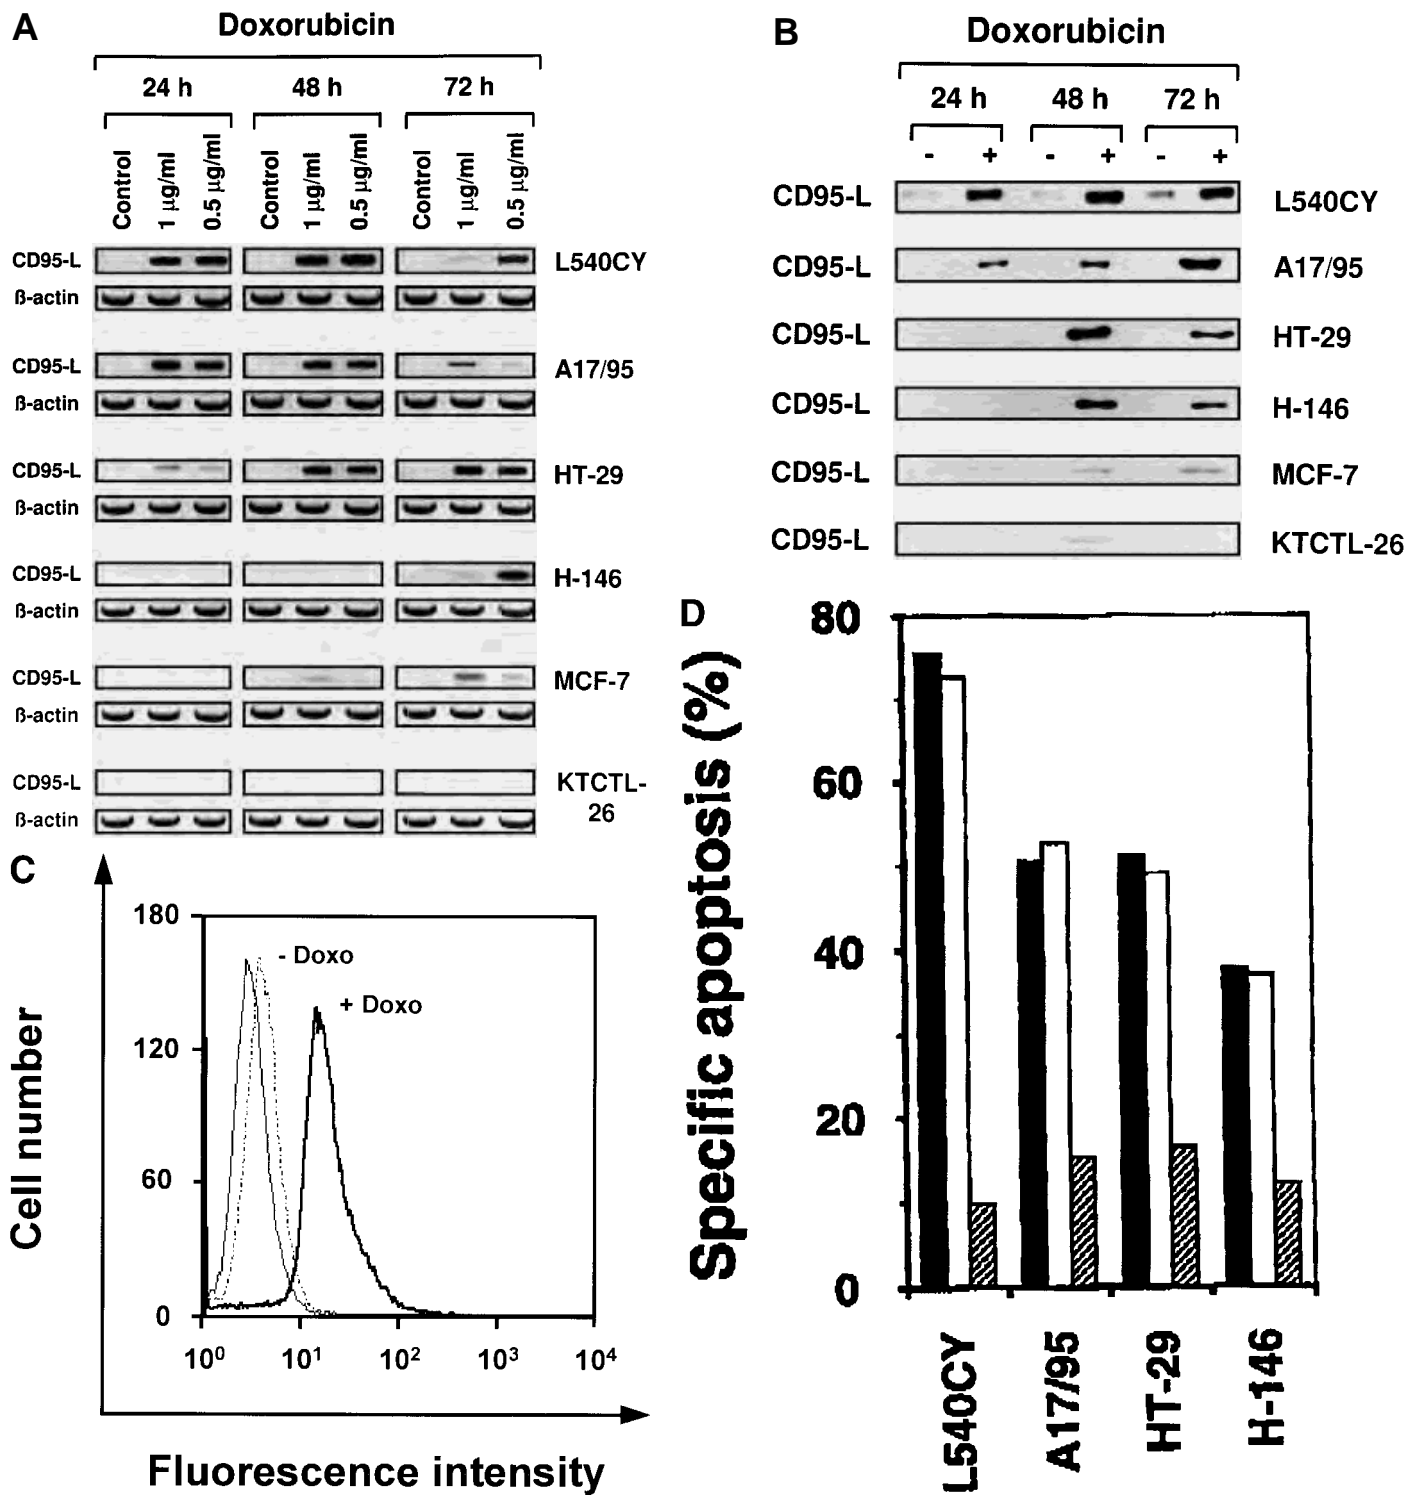 A
Doxorubicin
24 h 48 h 72 h
Control 1 µg/ml 0.5 µg/ml Control 1 µg/ml 0.5 µg/ml Control 1 µg/ml 0.5 µg/ml
CD95-L L540CY
ß-actin
CD95-L A17/95
ß-actin
CD95-L HT-29
ß-actin
CD95-L H-146
ß-actin
CD95-L MCF-7
ß-actin
CD95-L KTCTL-
26
ß-actin
B
Doxorubicin
24 h 48 h 72 h
- + - + - +
CD95-L L540CY
CD95-L A17/95
CD95-L HT-29
CD95-L H-146
CD95-L MCF-7
CD95-L KTCTL-26
C
Cell number
180
120
60
0
- Doxo
+ Doxo
10⁰ 10¹ 10² 10³ 10⁴
Fluorescence intensity
D
Specific apoptosis (%)
80
60
40
20
0
L540CY A17/95 HT-29 H-146